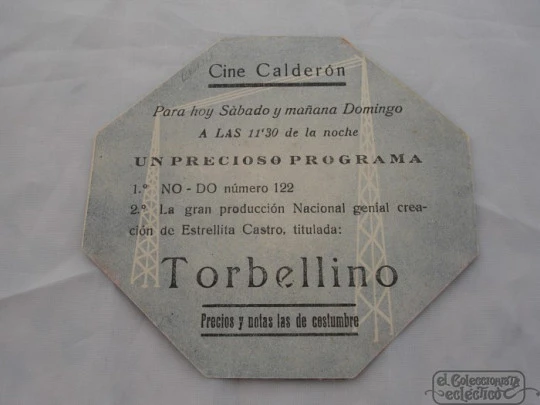 Cine Calderón
Para hoy Sábado y mañana Domingo
A LAS 11'30 de la noche
UN PRECIOSO PROGRAMA
1.º NO - DO número 122
2.º La gran producción Nacional genial crea-
ción de Estrellita Castro, titulada:
Torbellino
Precios y notas las de costumbre
el Coleccionista
ecléctico